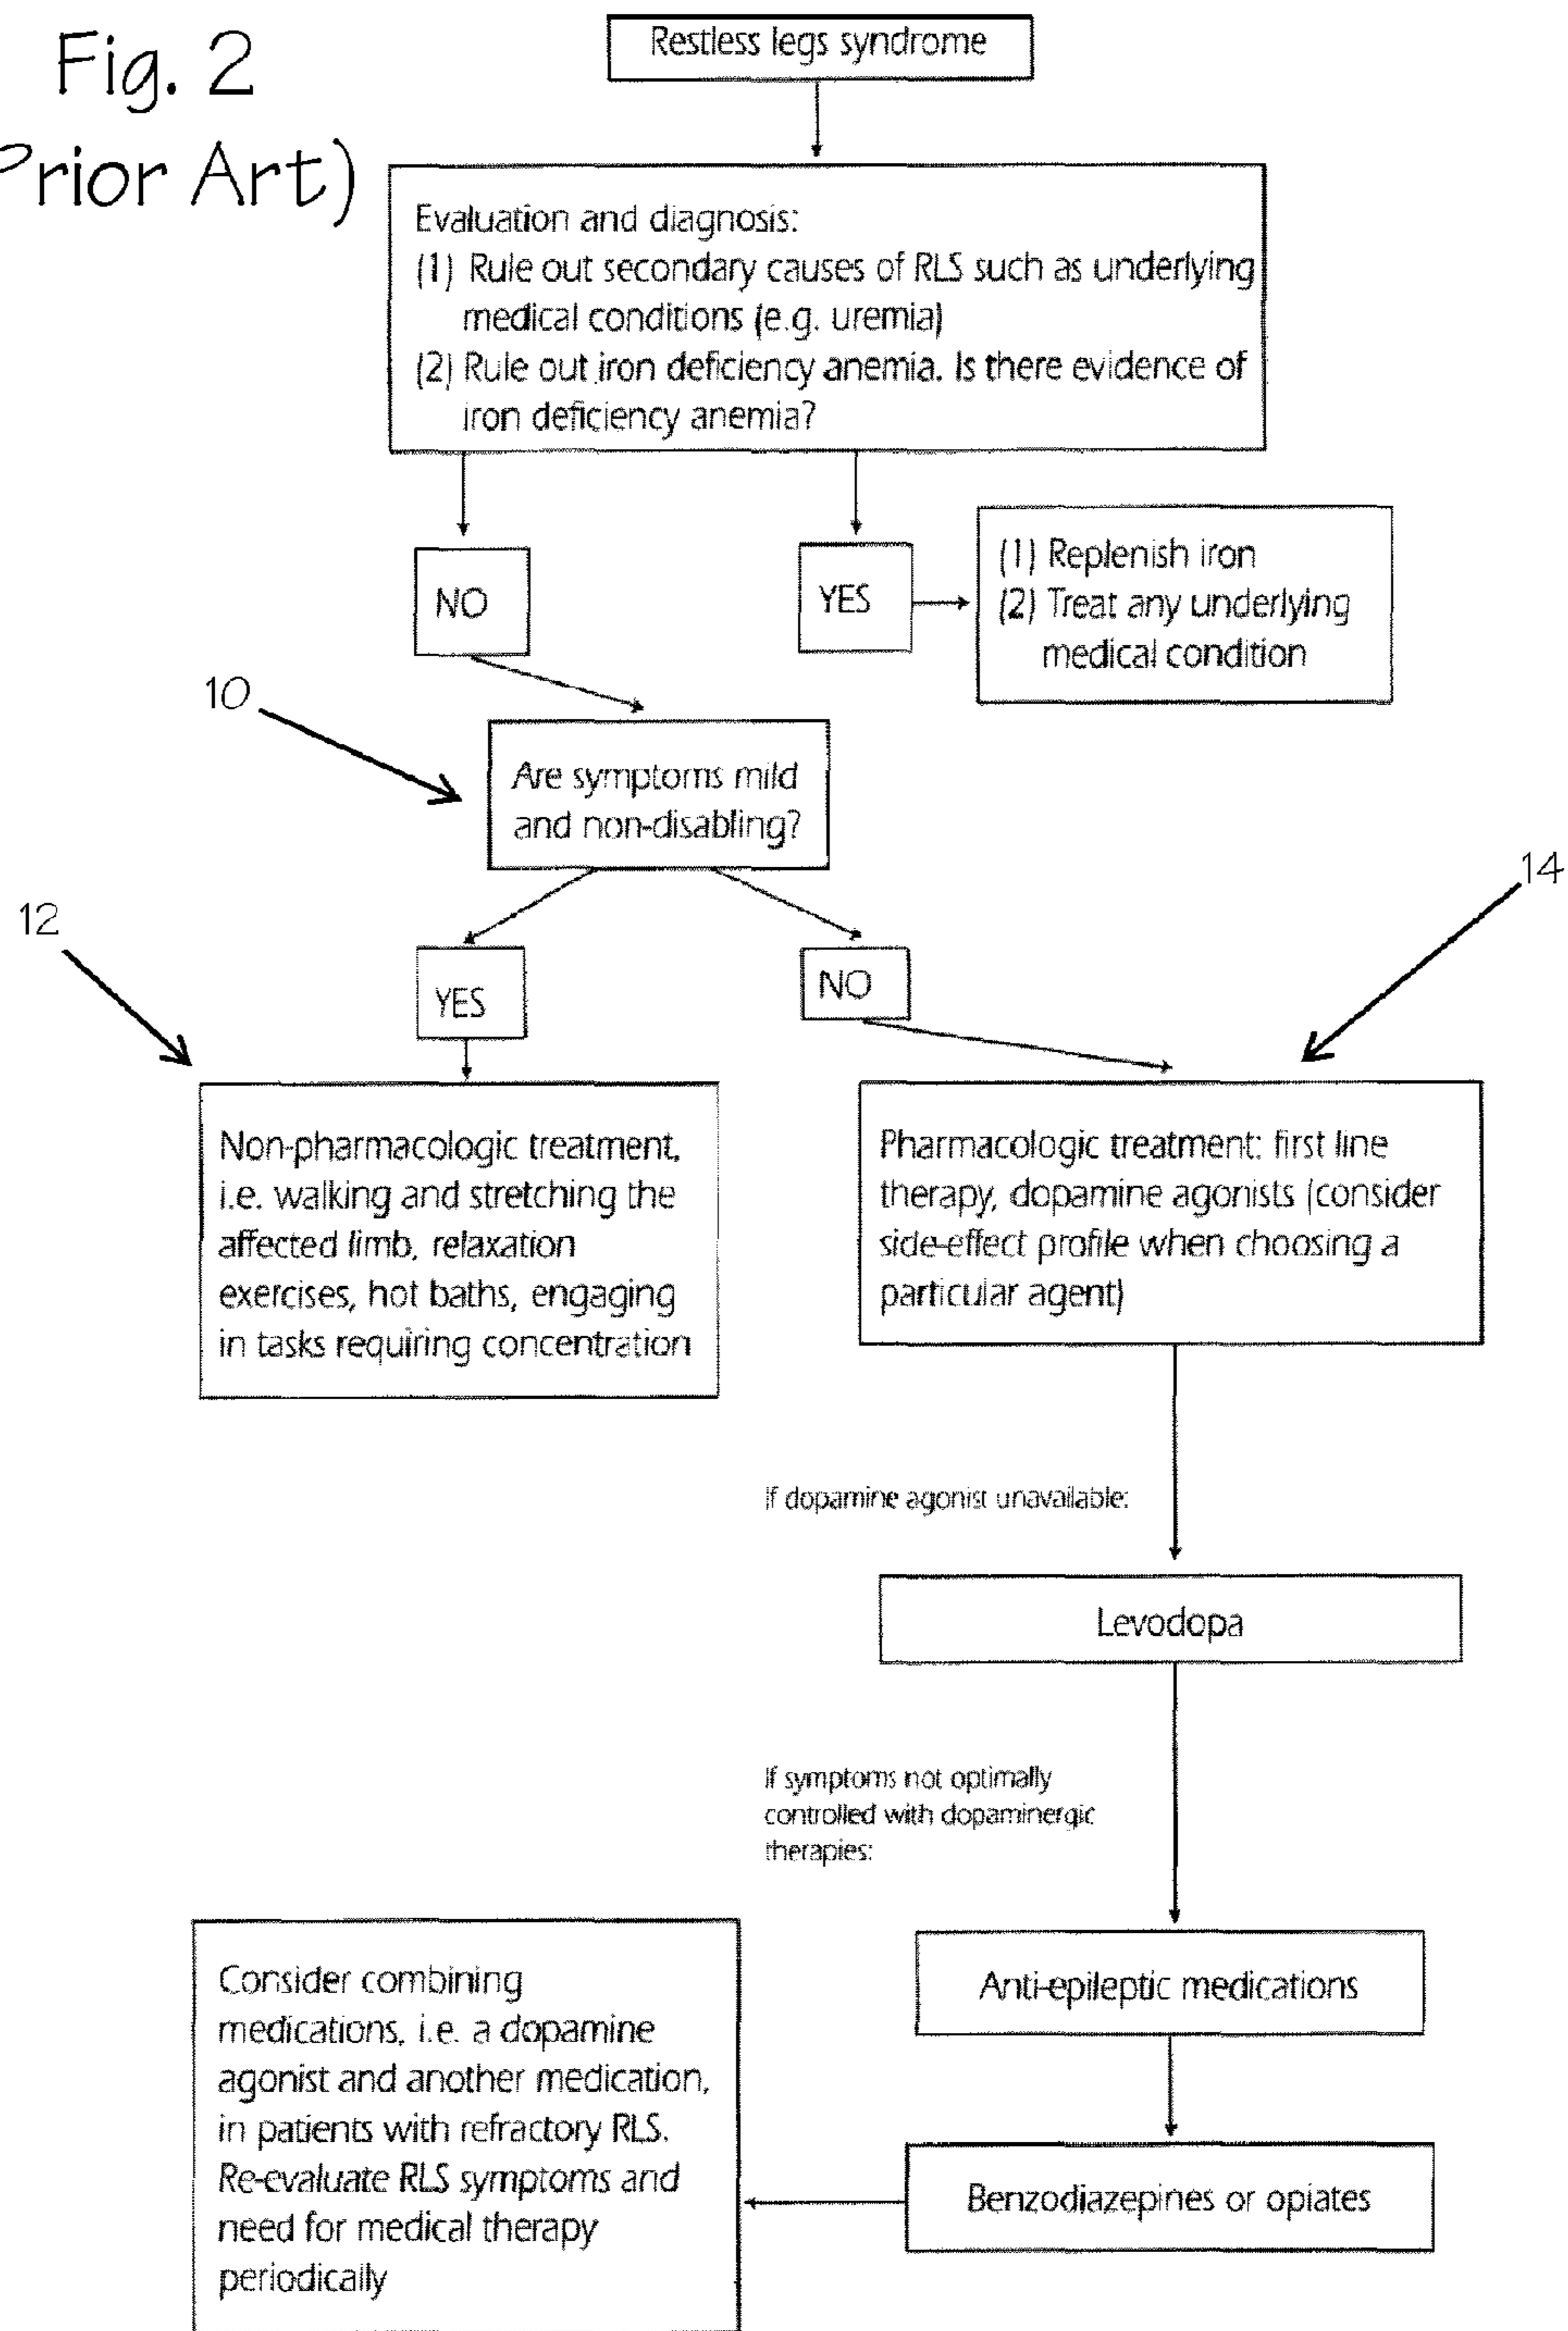 Fig. 2
Prior Art)
Restless legs syndrome
Evaluation and diagnosis:
(1) Rule out secondary causes of RLS such as underlying
medical conditions (e.g. uremia)
(2) Rule out iron deficiency anemia. Is there evidence of
iron deficiency anemia?
NO
YES
(1) Replenish iron
(2) Treat any underlying
medical condition
10
Are symptoms mild
and non-disabling?
14
12
YES
NO
Non-pharmacologic treatment,
i.e. walking and stretching the
affected limb, relaxation
exercises, hot baths, engaging
in tasks requiring concentration
Pharmacologic treatment: first line
therapy, dopamine agonists (consider
side-effect profile when choosing a
particular agent)
If dopamine agonist unavailable:
Levodopa
If symptoms not optimally
controlled with dopaminergic
therapies:
Anti-epileptic medications
Benzodiazepines or opiates
Consider combining
medications, i.e. a dopamine
agonist and another medication,
in patients with refractory RLS.
Re-evaluate RLS symptoms and
need for medical therapy
periodically